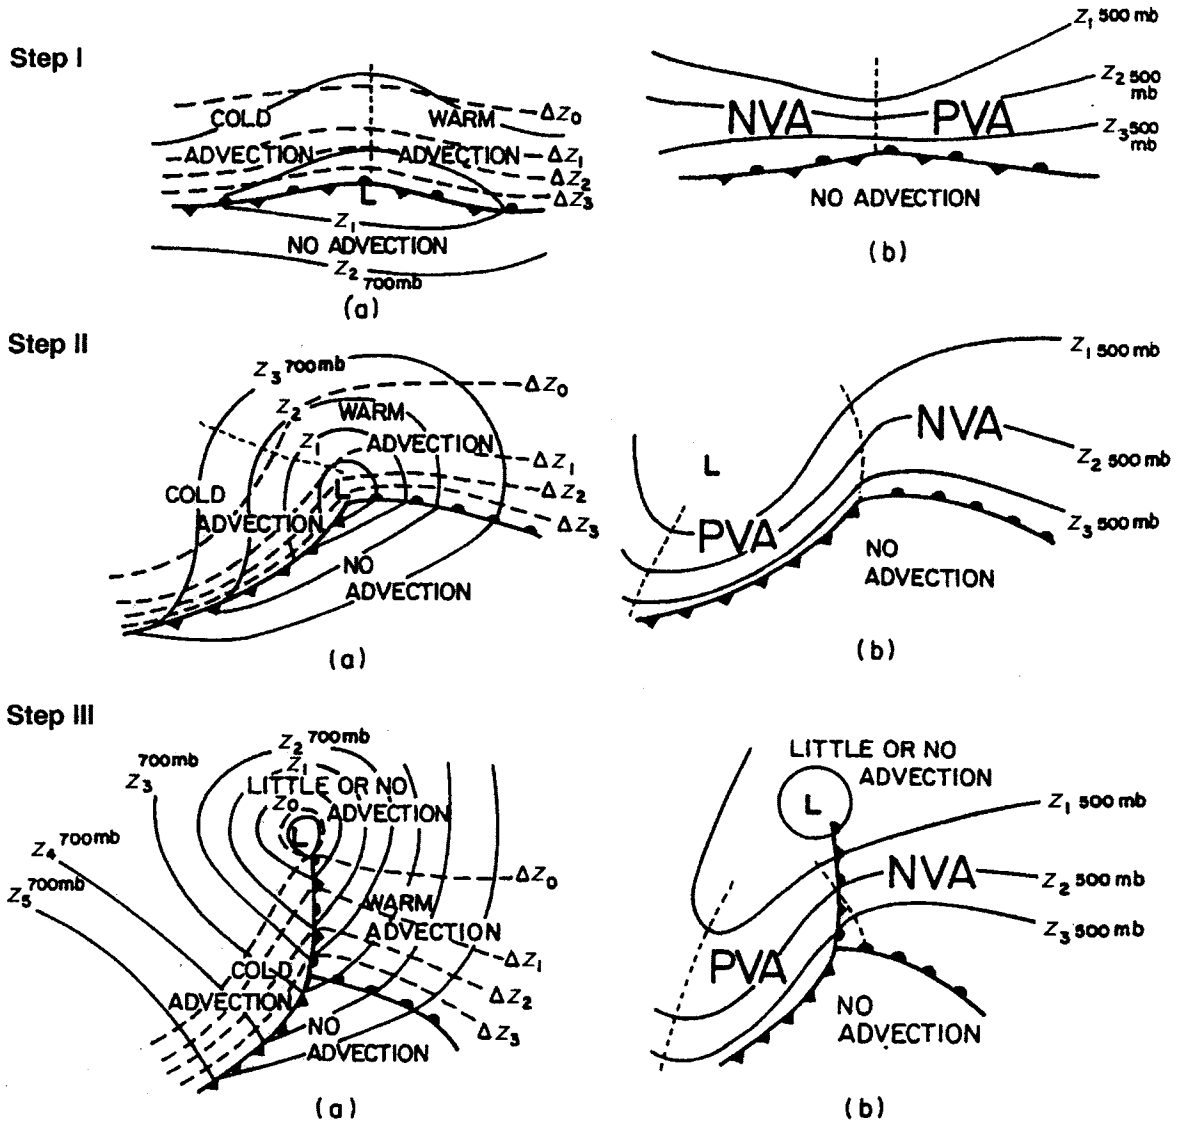 Step I
COLD
WARM
ΔZ0
ADVECTION
ADVECTION
ΔZ1
ΔZ2
ΔZ3
L
Z1
NO ADVECTION
Z2 700mb
(a)
Z1 500 mb
Z2 500 mb
NVA
PVA
Z3 500 mb
NO ADVECTION
(b)
Step II
Z3 700mb
ΔZ0
Z2
WARM
ADVECTION
Z1
ΔZ1
L
ΔZ2
COLD
ADVECTION
ΔZ3
NO
ADVECTION
(a)
Z1 500 mb
NVA
L
Z2 500 mb
PVA
Z3 500mb
NO
ADVECTION
(b)
Step III
Z2 700mb
Z3 700mb
Z1
LITTLE OR NO
ADVECTION
Z0
L
Z4 700mb
Z5 700mb
ΔZ0
WARM
ADVECTION
ΔZ1
COLD
ADVECTION
ΔZ2
NO
ADVECTION
ΔZ3
(a)
LITTLE OR NO
ADVECTION
L
Z1 500 mb
NVA
Z2 500 mb
Z3 500 mb
PVA
NO
ADVECTION
(b)